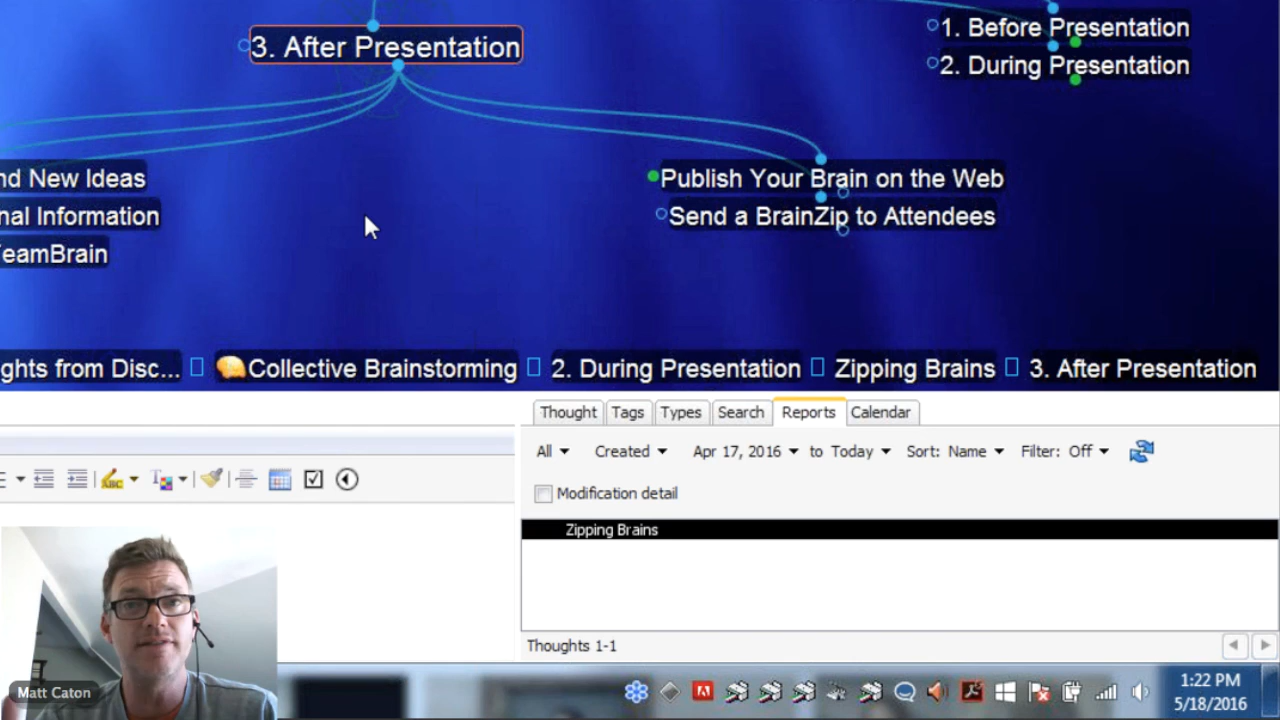 3. After Presentation
1. Before Presentation
2. During Presentation
nd New Ideas
nal Information
TeamBrain
Publish Your Brain on the Web
Send a BrainZip to Attendees
ghts from Disc...
Collective Brainstorming
2. During Presentation
Zipping Brains
3. After Presentation
Thought Tags Types Search Reports Calendar
All Created Apr 17, 2016 to Today Sort: Name Filter: Off
ABC
Modification detail
Zipping Brains
Thoughts 1-1
Matt Caton
1:22 PM
5/18/2016